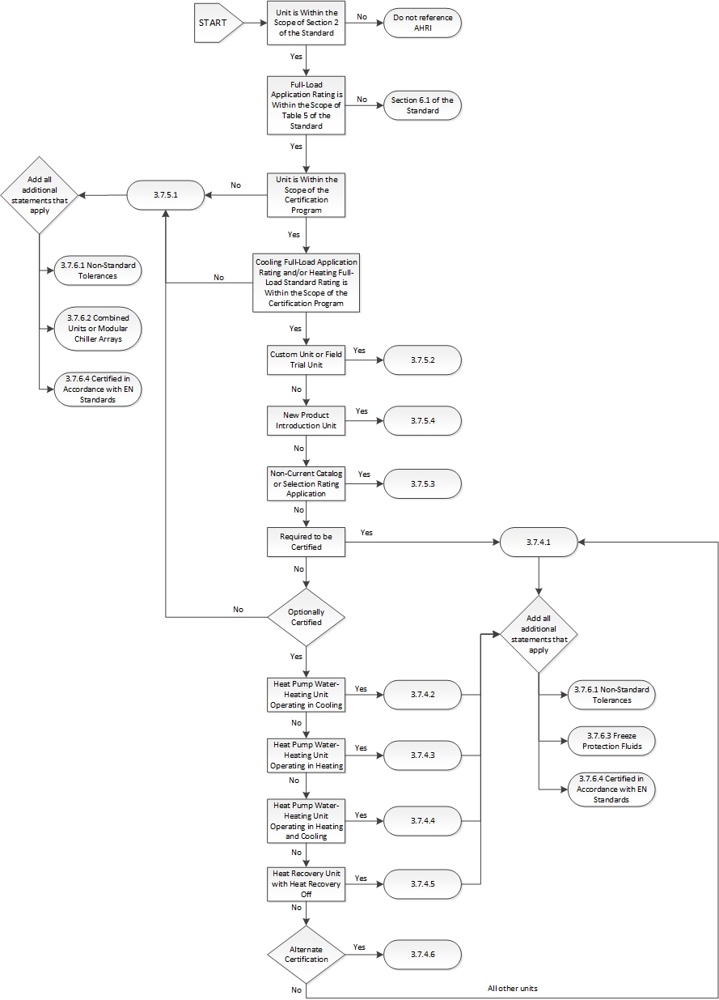 START
Unit is Within the
Scope of Section 2
of the Standard
No
Do not reference
AHRI
Yes
Full-Load
Application Rating is
Within the Scope of
Table 5 of the
Standard
No
Section 6.1 of the
Standard
Yes
Unit is Within the
Scope of the
Certification
Program
No
3.7.5.1
Add all
additional
statements that
apply
3.7.6.1 Non-Standard
Tolerances
3.7.6.2 Combined
Units or Modular
Chiller Arrays
3.7.6.4 Certified in
Accordance with EN
Standards
Yes
Cooling Full-Load Application
Rating and/or Heating Full-
Load Standard Rating is
Within the Scope of the
Certification Program
No
Yes
Custom Unit or Field
Trial Unit
Yes
3.7.5.2
No
New Product
Introduction Unit
Yes
3.7.5.4
No
Non-Current Catalog
or Selection Rating
Application
Yes
3.7.5.3
No
Required to be
Certified
Yes
3.7.4.1
No
Optionally
Certified
No
Add all
additional
statements that
apply
3.7.6.1 Non-Standard
Tolerances
3.7.6.3 Freeze
Protection Fluids
3.7.6.4 Certified in
Accordance with EN
Standards
Yes
Heat Pump Water-
Heating Unit
Operating in Cooling
Yes
3.7.4.2
No
Heat Pump Water-
Heating Unit
Operating in Heating
Yes
3.7.4.3
No
Heat Pump Water-
Heating Unit
Operating in Heating
and Cooling
Yes
3.7.4.4
No
Heat Recovery Unit
with Heat Recovery
Off
Yes
3.7.4.5
No
Alternate
Certification
Yes
3.7.4.6
No
All other units